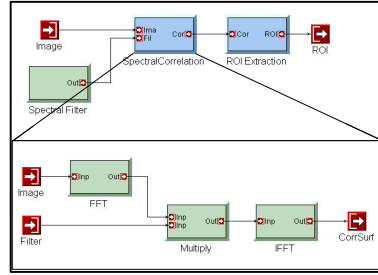 Ima
Fil
Cor
Cor
ROI
Image
SpectralCorrelation
ROI Extraction
ROI
Out
Spectral Filter
Inp
Out
Image
FFT
Inp
Inp
Out
Inp
Out
Filter
Multiply
IFFT
CorrSurf